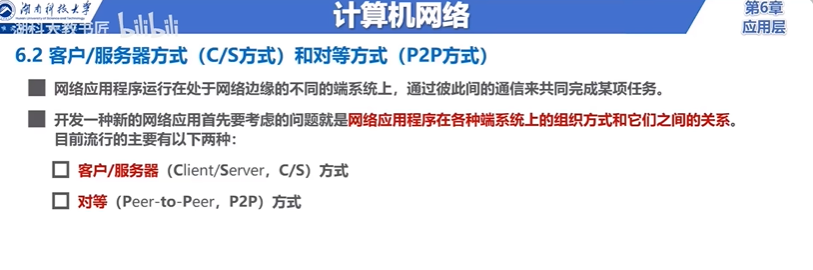 湖南科技大学
湖科大教书匠 bilibili
计算机网络
第6章
应用层
6.2 客户/服务器方式（C/S方式）和对等方式（P2P方式）
网络应用程序运行在处于网络边缘的不同的端系统上，通过彼此间的通信来共同完成某项任务。
开发一种新的网络应用首先要考虑的问题就是网络应用程序在各种端系统上的组织方式和它们之间的关系。
目前流行的主要有以下两种：
客户/服务器（Client/Server，C/S）方式
对等（Peer-to-Peer，P2P）方式